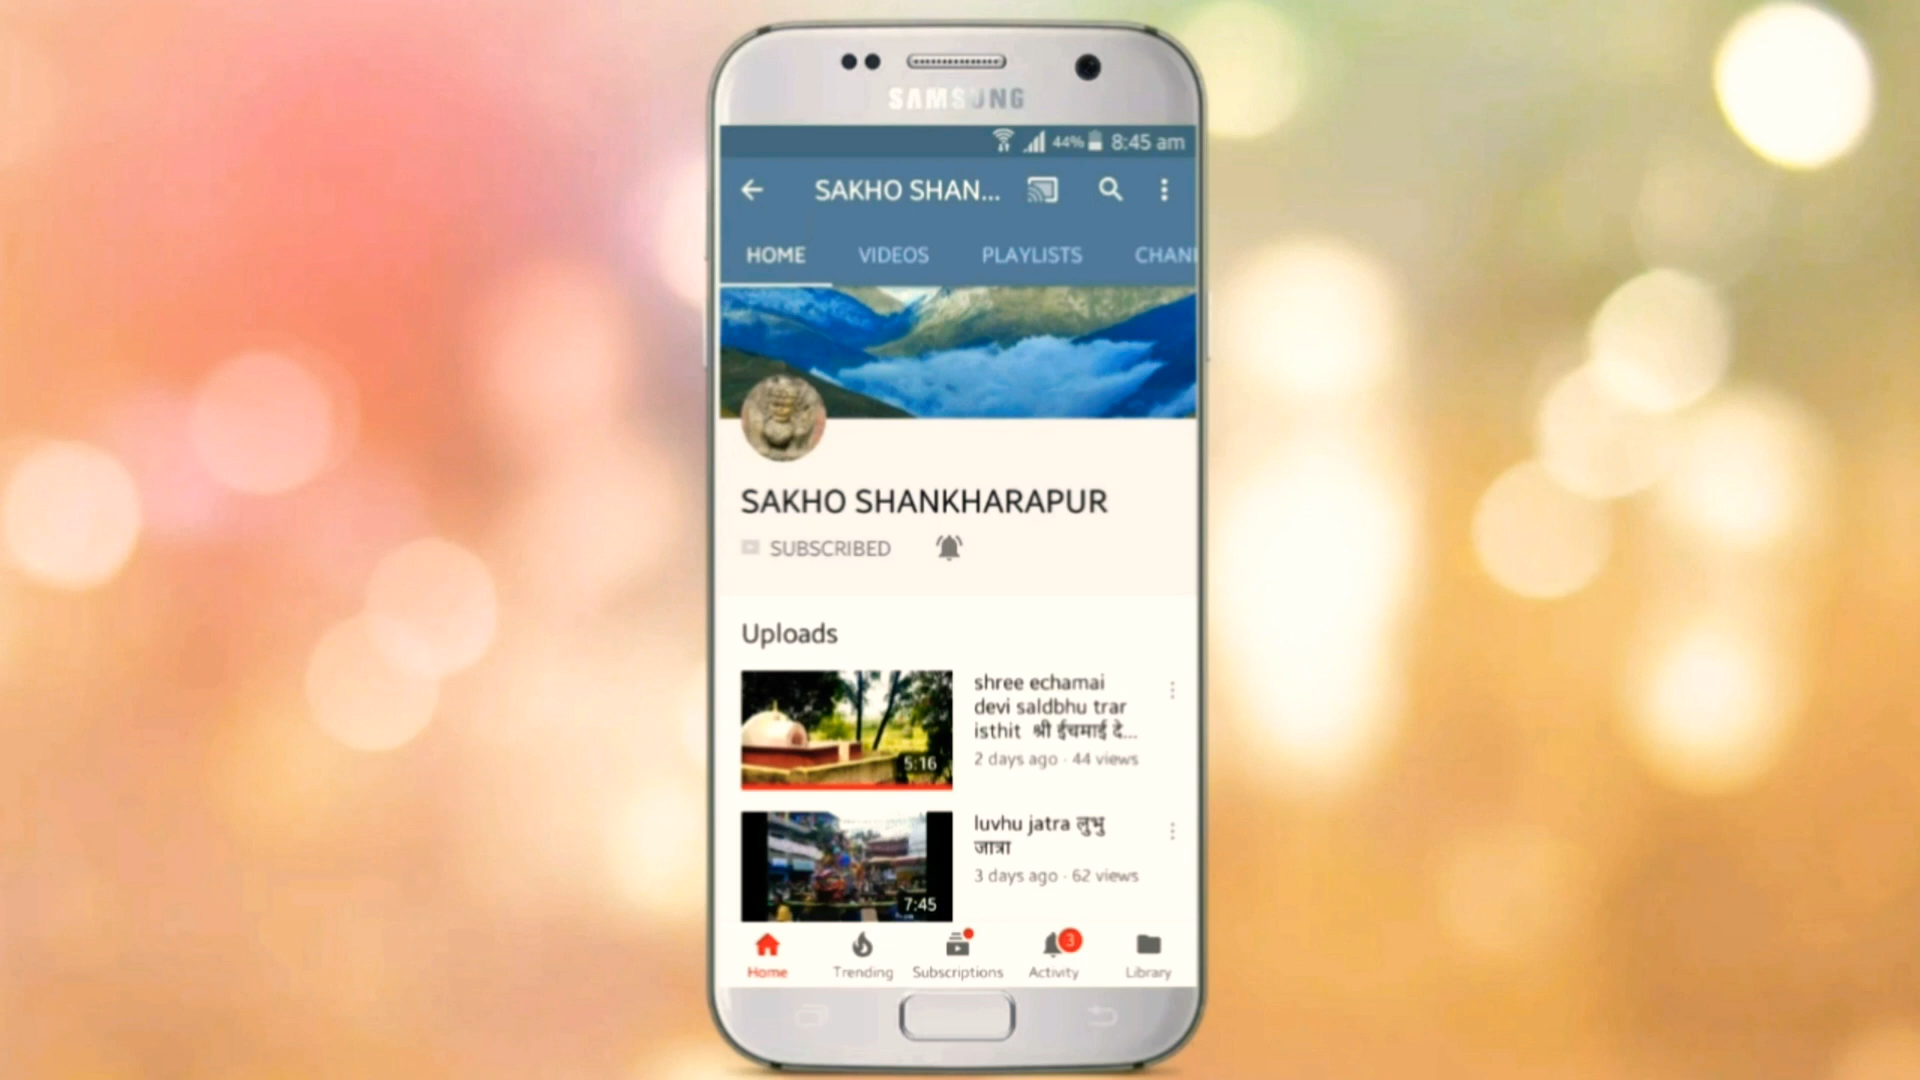 SAMSUNG
44% 8:45 am
SAKHO SHAN...
HOME VIDEOS PLAYLISTS CHAN
SAKHO SHANKHARAPUR
SUBSCRIBED
Uploads
shree echamai
devi saldbhu trar
isthit श्री ईचमाई दे...
2 days ago · 44 views
5:16
luvhu jatra लुभु
जात्रा
3 days ago · 62 views
7:45
3
Home Trending Subscriptions Activity Library